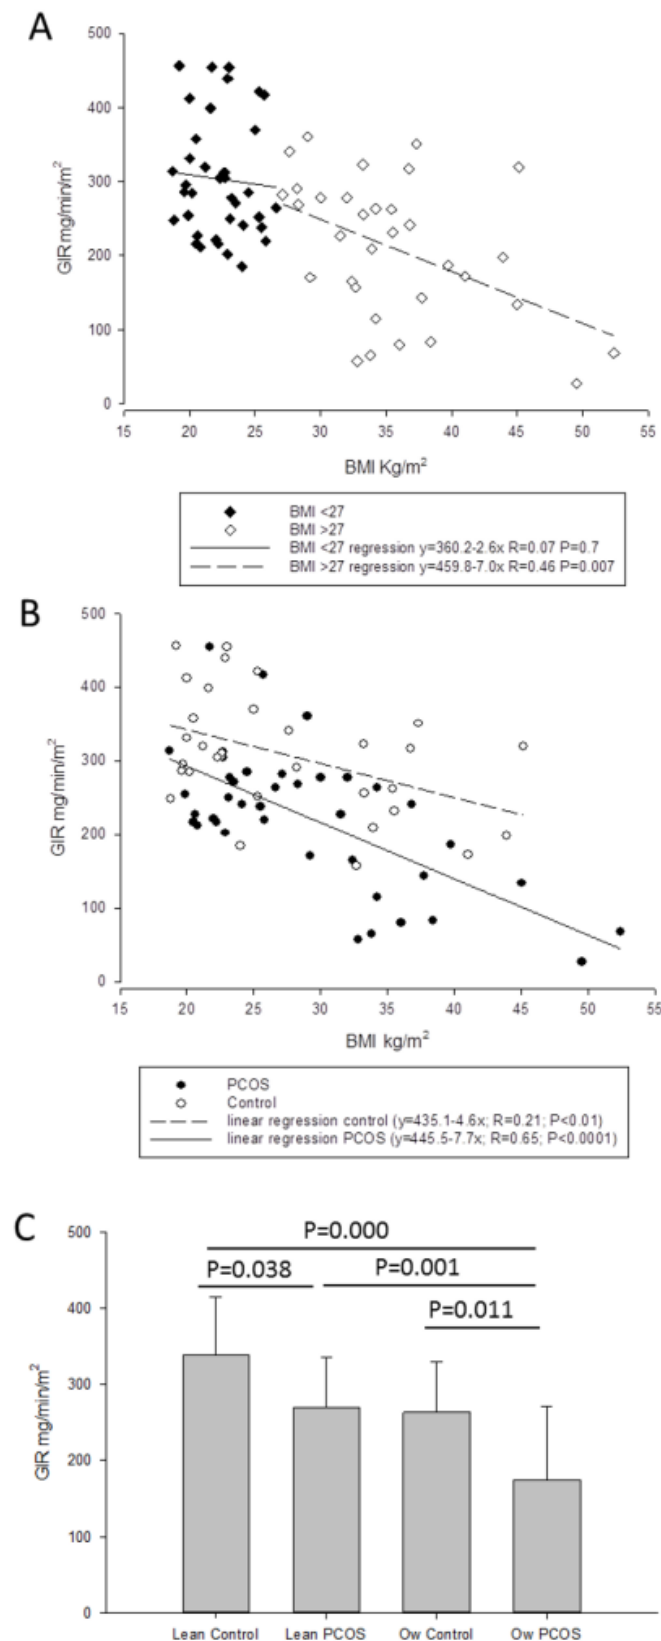 A
500
400
300
200
100
0
GIR mg/min/m²
15 20 25 30 35 40 45 50 55
BMI Kg/m²
BMI <27
BMI >27
BMI <27 regression y=360.2-2.6x R=0.07 P=0.7
BMI >27 regression y=459.8-7.0x R=0.46 P=0.007
B
500
400
300
200
100
0
GIR mg/min/m²
15 20 25 30 35 40 45 50 55
BMI kg/m²
PCOS
Control
linear regression control (y=435.1-4.6x; R=0.21; P<0.01)
linear regression PCOS (y=445.5-7.7x; R=0.65; P<0.0001)
C
500
400
300
200
100
0
GIR mg/min/m²
P=0.000
P=0.038 P=0.001
P=0.011
Lean Control Lean PCOS Ow Control Ow PCOS